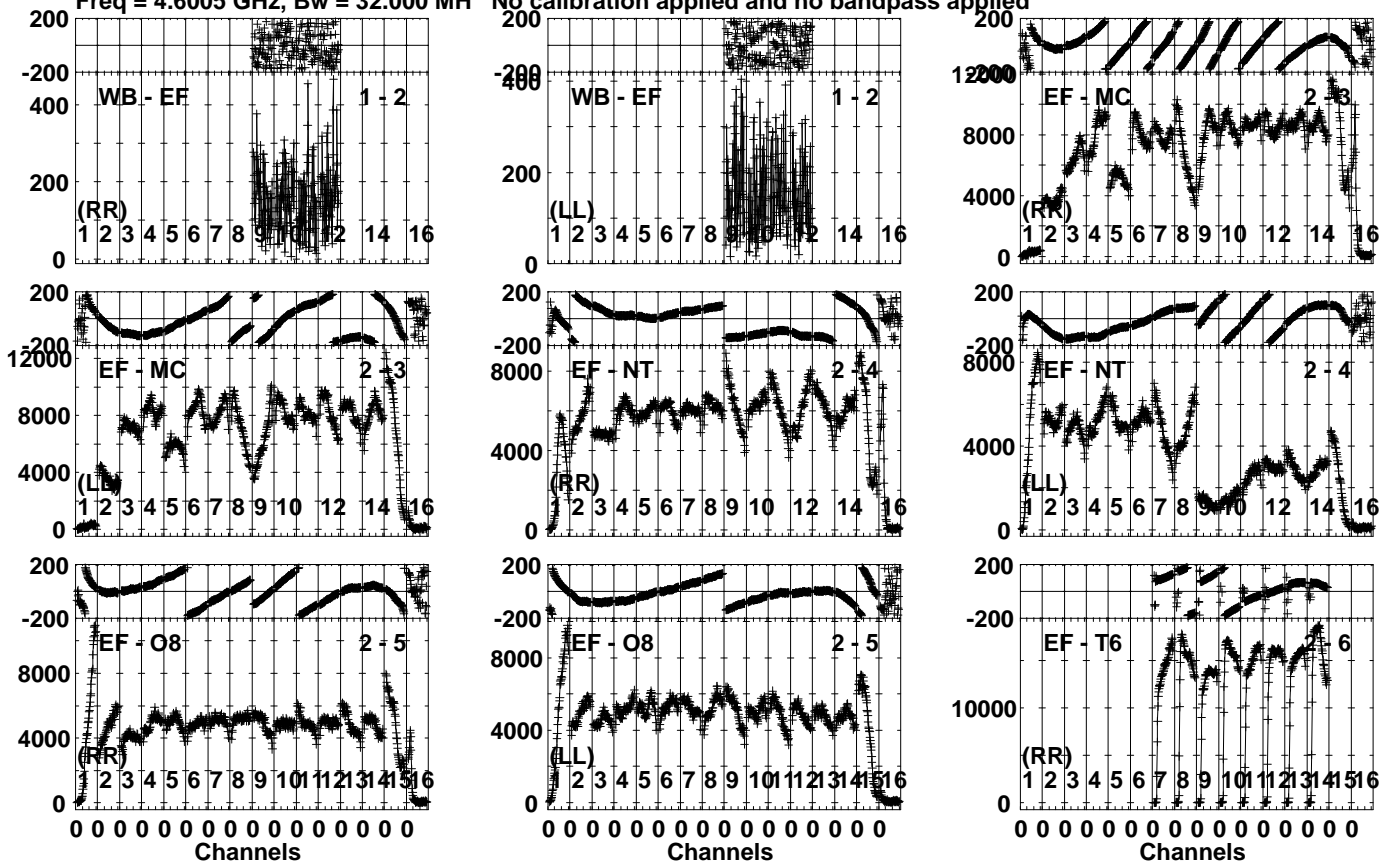 Freq = 4.6005 GHz, Bw = 32.000 MH No calibration applied and no bandpass applied
200
-200
WB - EF 1 - 2
400
200
0
(RR)
1 2 3 4 5 6 7 8 9 10 12 14 16
200
-200
WB - EF 1 - 2
400
200
0
(LL)
1 2 3 4 5 6 7 8 9 10 12 14 16
200
-200
12000
EF - MC 2 - 3
8000
4000
0
(RR)
1 2 3 4 5 6 7 8 9 10 12 14 16
200
-200
12000
EF - MC 2 - 3
8000
4000
0
(LL)
1 2 3 4 5 6 7 8 9 10 12 14 16
200
-200
EF - NT 2 - 4
8000
4000
0
(RR)
1 2 3 4 5 6 7 8 9 10 12 14 16
200
-200
EF - NT 2 - 4
8000
4000
0
(LL)
1 2 3 4 5 6 7 8 9 10 12 14 16
200
-200
EF - O8 2 - 5
8000
4000
0
(RR)
1 2 3 4 5 6 7 8 9 10 11 12 13 14 15 16
0 0 0 0 0 0 0 0 0 0 0 0 0 0 0 0
Channels
200
-200
EF - O8 2 - 5
8000
4000
0
(LL)
1 2 3 4 5 6 7 8 9 10 11 12 13 14 15 16
0 0 0 0 0 0 0 0 0 0 0 0 0 0 0 0
Channels
200
-200
EF - T6 2 - 6
10000
0
(RR)
1 2 3 4 5 6 7 8 9 10 11 12 13 14 15 16
0 0 0 0 0 0 0 0 0 0 0 0 0 0 0 0
Channels